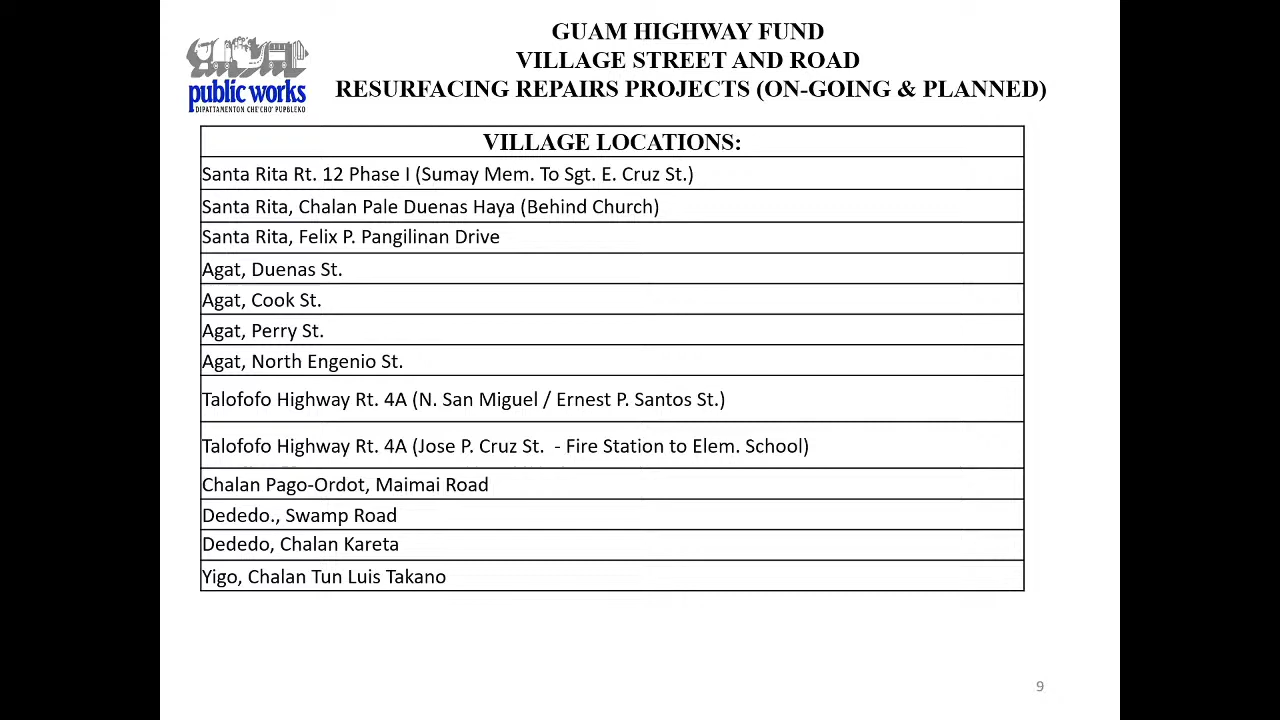 GUAM HIGHWAY FUND
VILLAGE STREET AND ROAD
RESURFACING REPAIRS PROJECTS (ON-GOING & PLANNED)
public works
DIPATTAMENTON CHE'CHO' PUPBLEKO
VILLAGE LOCATIONS:
Santa Rita Rt. 12 Phase I (Sumay Mem. To Sgt. E. Cruz St.)
Santa Rita, Chalan Pale Duenas Haya (Behind Church)
Santa Rita, Felix P. Pangilinan Drive
Agat, Duenas St.
Agat, Cook St.
Agat, Perry St.
Agat, North Engenio St.
Talofofo Highway Rt. 4A (N. San Miguel / Ernest P. Santos St.)
Talofofo Highway Rt. 4A (Jose P. Cruz St.  - Fire Station to Elem. School)
Chalan Pago-Ordot, Maimai Road
Dededo., Swamp Road
Dededo, Chalan Kareta
Yigo, Chalan Tun Luis Takano
9